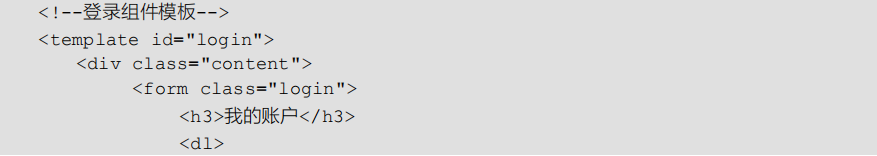 <!--登录组件模板-->
<template id="login">
<div class="content">
<form class="login">
<h3>我的账户</h3>
<dl>